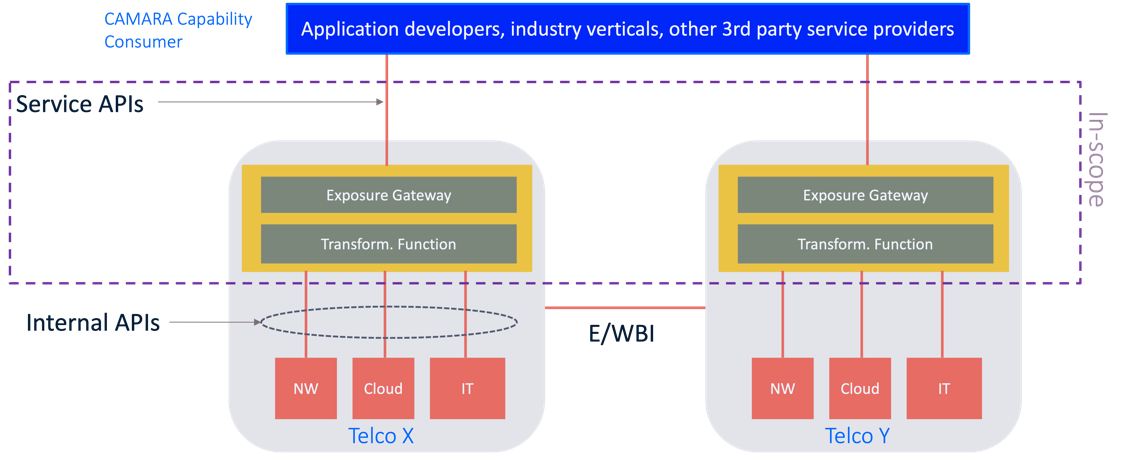 CAMARA Capability
Consumer
Application developers, industry verticals, other 3rd party service providers
Service APIs
In-scope
Exposure Gateway
Exposure Gateway
Transform. Function
Transform. Function
Internal APIs
E/WBI
NW
Cloud
IT
NW
Cloud
IT
Telco X
Telco Y